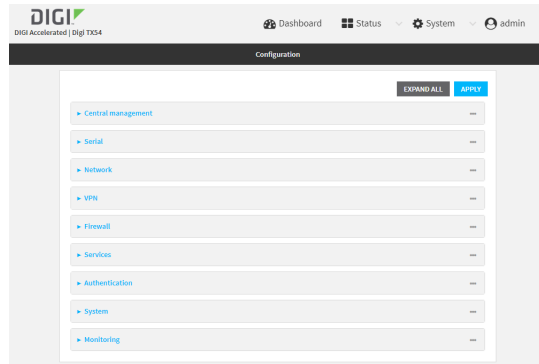 DIGI
DIGI Accelerated | Digi TX54
Dashboard Status System admin
Configuration
EXPAND ALL APPLY
Central management
Serial
Network
VPN
Firewall
Services
Authentication
System
Monitoring